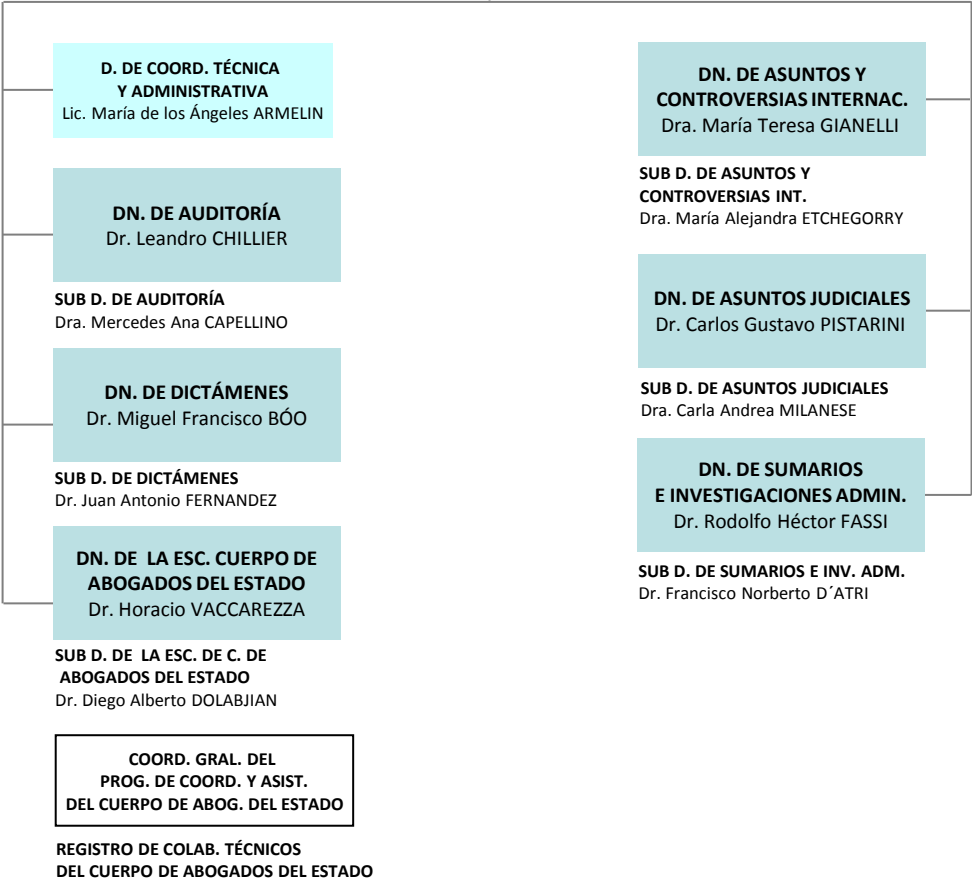 D. DE COORD. TÉCNICA
Y ADMINISTRATIVA
Lic. María de los Ángeles ARMELIN
DN. DE AUDITORÍA
Dr. Leandro CHILLIER
SUB D. DE AUDITORÍA
Dra. Mercedes Ana CAPELLINO
DN. DE DICTÁMENES
Dr. Miguel Francisco BÓO
SUB D. DE DICTÁMENES
Dr. Juan Antonio FERNANDEZ
DN. DE LA ESC. CUERPO DE
ABOGADOS DEL ESTADO
Dr. Horacio VACCAREZZA
SUB D. DE LA ESC. DE C. DE
ABOGADOS DEL ESTADO
Dr. Diego Alberto DOLABJIAN
COORD. GRAL. DEL
PROG. DE COORD. Y ASIST.
DEL CUERPO DE ABOG. DEL ESTADO
REGISTRO DE COLAB. TÉCNICOS
DEL CUERPO DE ABOGADOS DEL ESTADO
DN. DE ASUNTOS Y
CONTROVERSIAS INTERNAC.
Dra. María Teresa GIANELLI
SUB D. DE ASUNTOS Y
CONTROVERSIAS INT.
Dra. María Alejandra ETCHEGORRY
DN. DE ASUNTOS JUDICIALES
Dr. Carlos Gustavo PISTARINI
SUB D. DE ASUNTOS JUDICIALES
Dra. Carla Andrea MILANESE
DN. DE SUMARIOS
E INVESTIGACIONES ADMIN.
Dr. Rodolfo Héctor FASSI
SUB D. DE SUMARIOS E INV. ADM.
Dr. Francisco Norberto D´ATRI